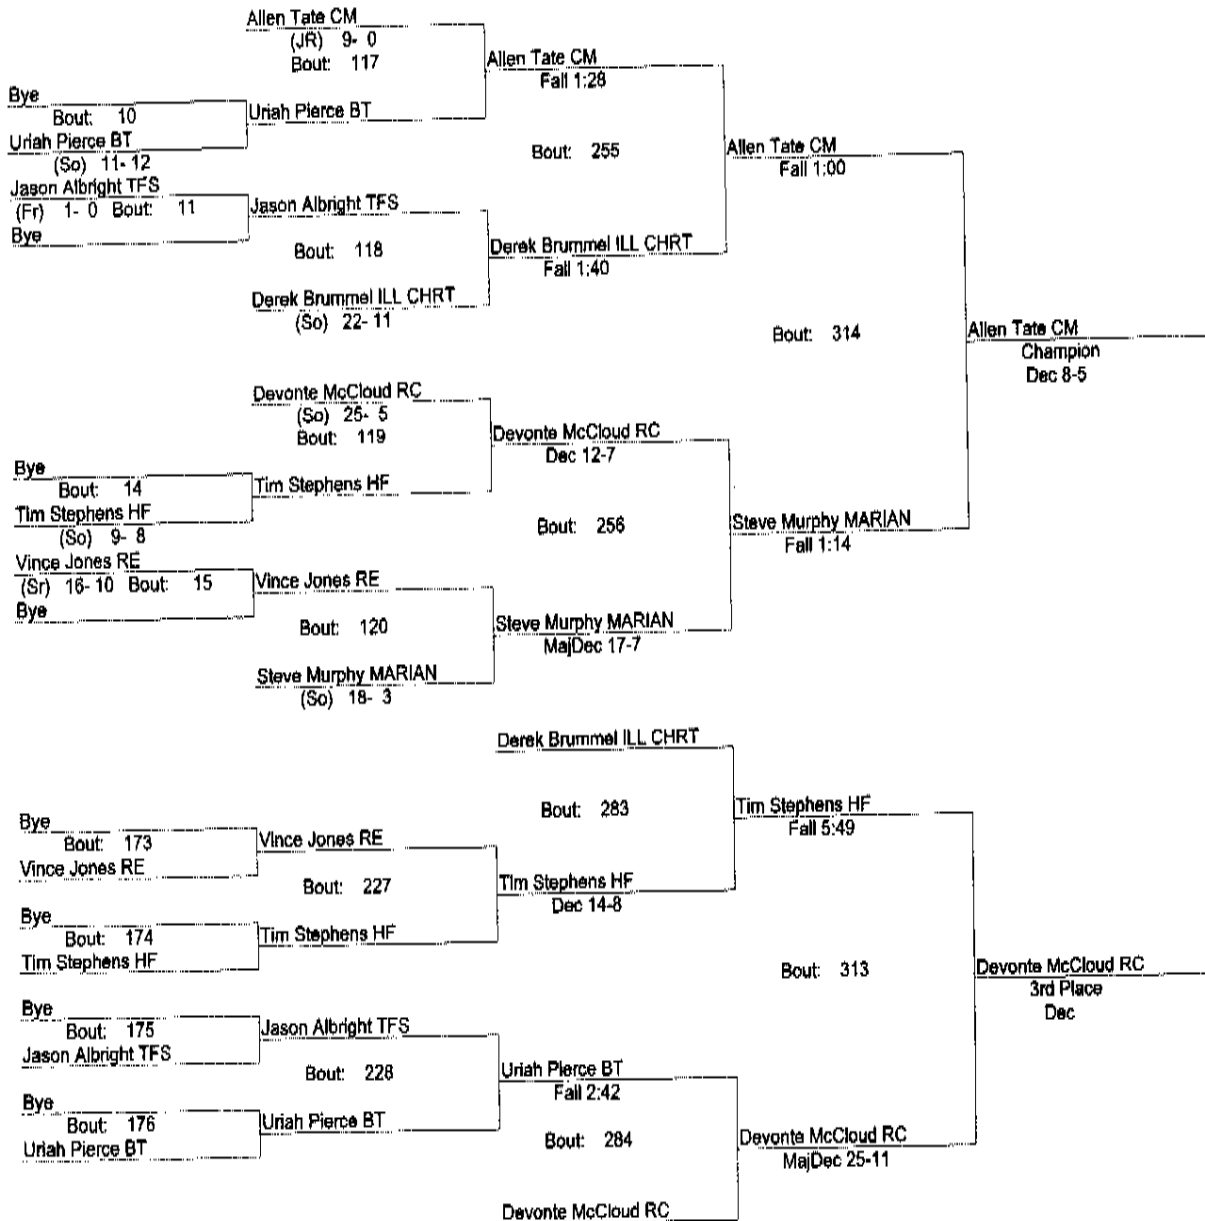 Allen Tate CM
(JR) 9- 0
Bout: 117
Allen Tate CM
Fall 1:28
Bye
Bout: 10
Uriah Pierce BT
Uriah Pierce BT
(So) 11- 12
Bout: 255
Allen Tate CM
Fall 1:00
Jason Albright TFS
(Fr) 1- 0 Bout: 11
Jason Albright TFS
Bye
Bout: 118
Derek Brummel ILL CHRT
Fall 1:40
Derek Brummel ILL CHRT
(So) 22- 11
Bout: 314
Allen Tate CM
Champion
Dec 8-5
Devonte McCloud RC
(So) 25- 5
Bout: 119
Devonte McCloud RC
Dec 12-7
Bye
Bout: 14
Tim Stephens HF
Tim Stephens HF
(So) 9- 8
Bout: 256
Steve Murphy MARIAN
Fall 1:14
Vince Jones RE
(Sr) 16- 10 Bout: 15
Vince Jones RE
Bye
Bout: 120
Steve Murphy MARIAN
MajDec 17-7
Steve Murphy MARIAN
(So) 18- 3
Derek Brummel ILL CHRT
Bout: 283
Tim Stephens HF
Fall 5:49
Bye
Bout: 173
Vince Jones RE
Vince Jones RE
Bout: 227
Tim Stephens HF
Dec 14-8
Bye
Bout: 174
Tim Stephens HF
Tim Stephens HF
Bout: 313
Devonte McCloud RC
3rd Place
Dec
Bye
Bout: 175
Jason Albright TFS
Jason Albright TFS
Bout: 228
Uriah Pierce BT
Fall 2:42
Bye
Bout: 176
Uriah Pierce BT
Uriah Pierce BT
Bout: 284
Devonte McCloud RC
MajDec 25-11
Devonte McCloud RC